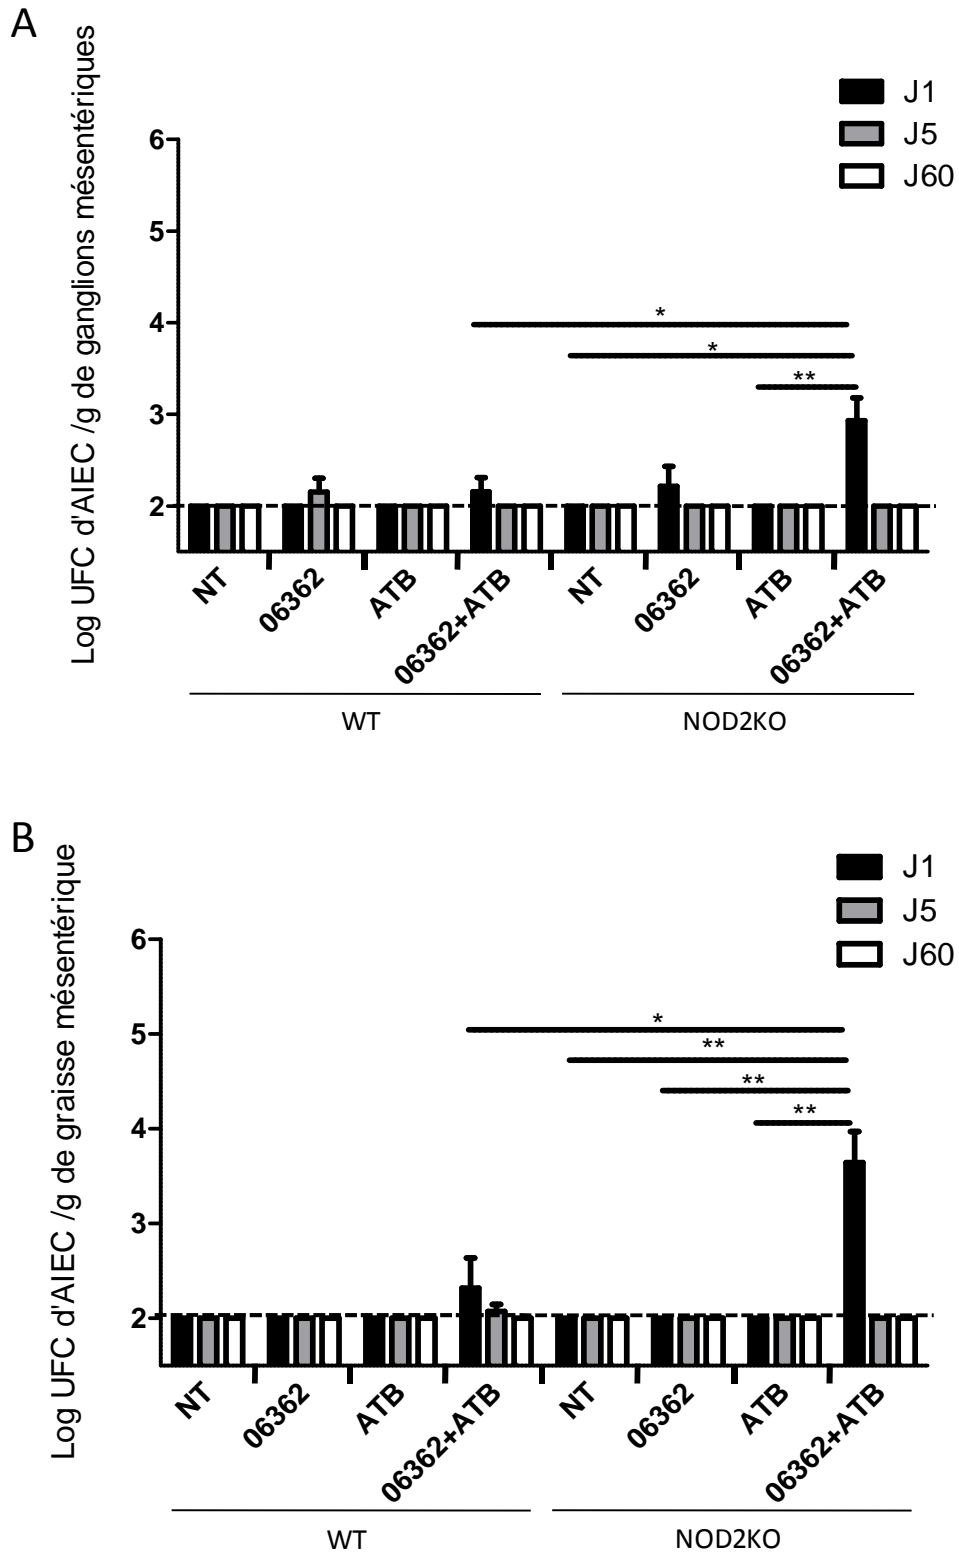 A
Log UFC d'AIEC /g de ganglions mésentériques
J1
J5
J60
6
5
4
3
2
*
*
**
NT
06362
ATB
06362+ATB
NT
06362
ATB
06362+ATB
WT
NOD2KO
B
Log UFC d'AIEC /g de graisse mésentérique
J1
J5
J60
6
5
4
3
2
*
**
**
**
NT
06362
ATB
06362+ATB
NT
06362
ATB
06362+ATB
WT
NOD2KO